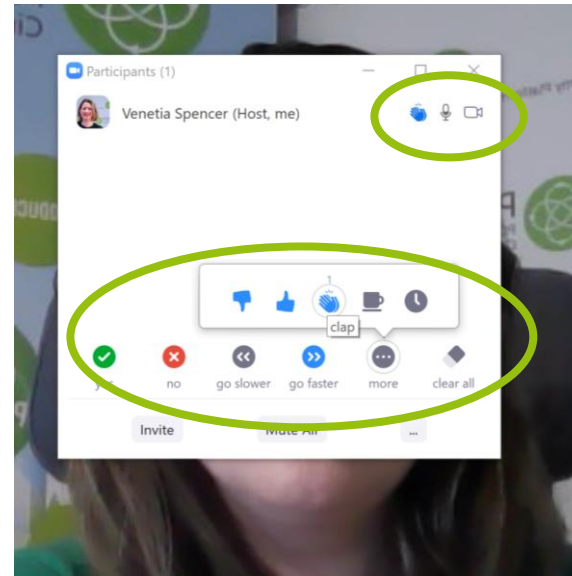 Participants (1)
Venetia Spencer (Host, me)
1
clap
yes no go slower go faster more clear all
Invite Mute All ...